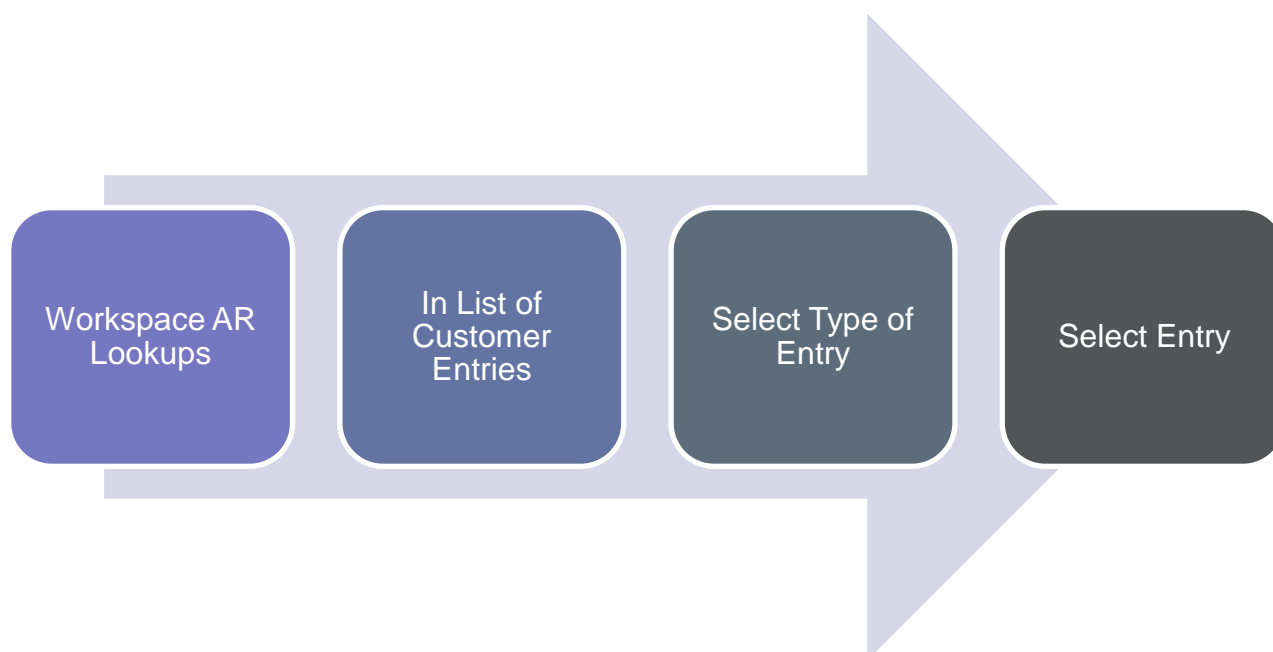 Workspace AR
Lookups
In List of
Customer
Entries
Select Type of
Entry
Select Entry